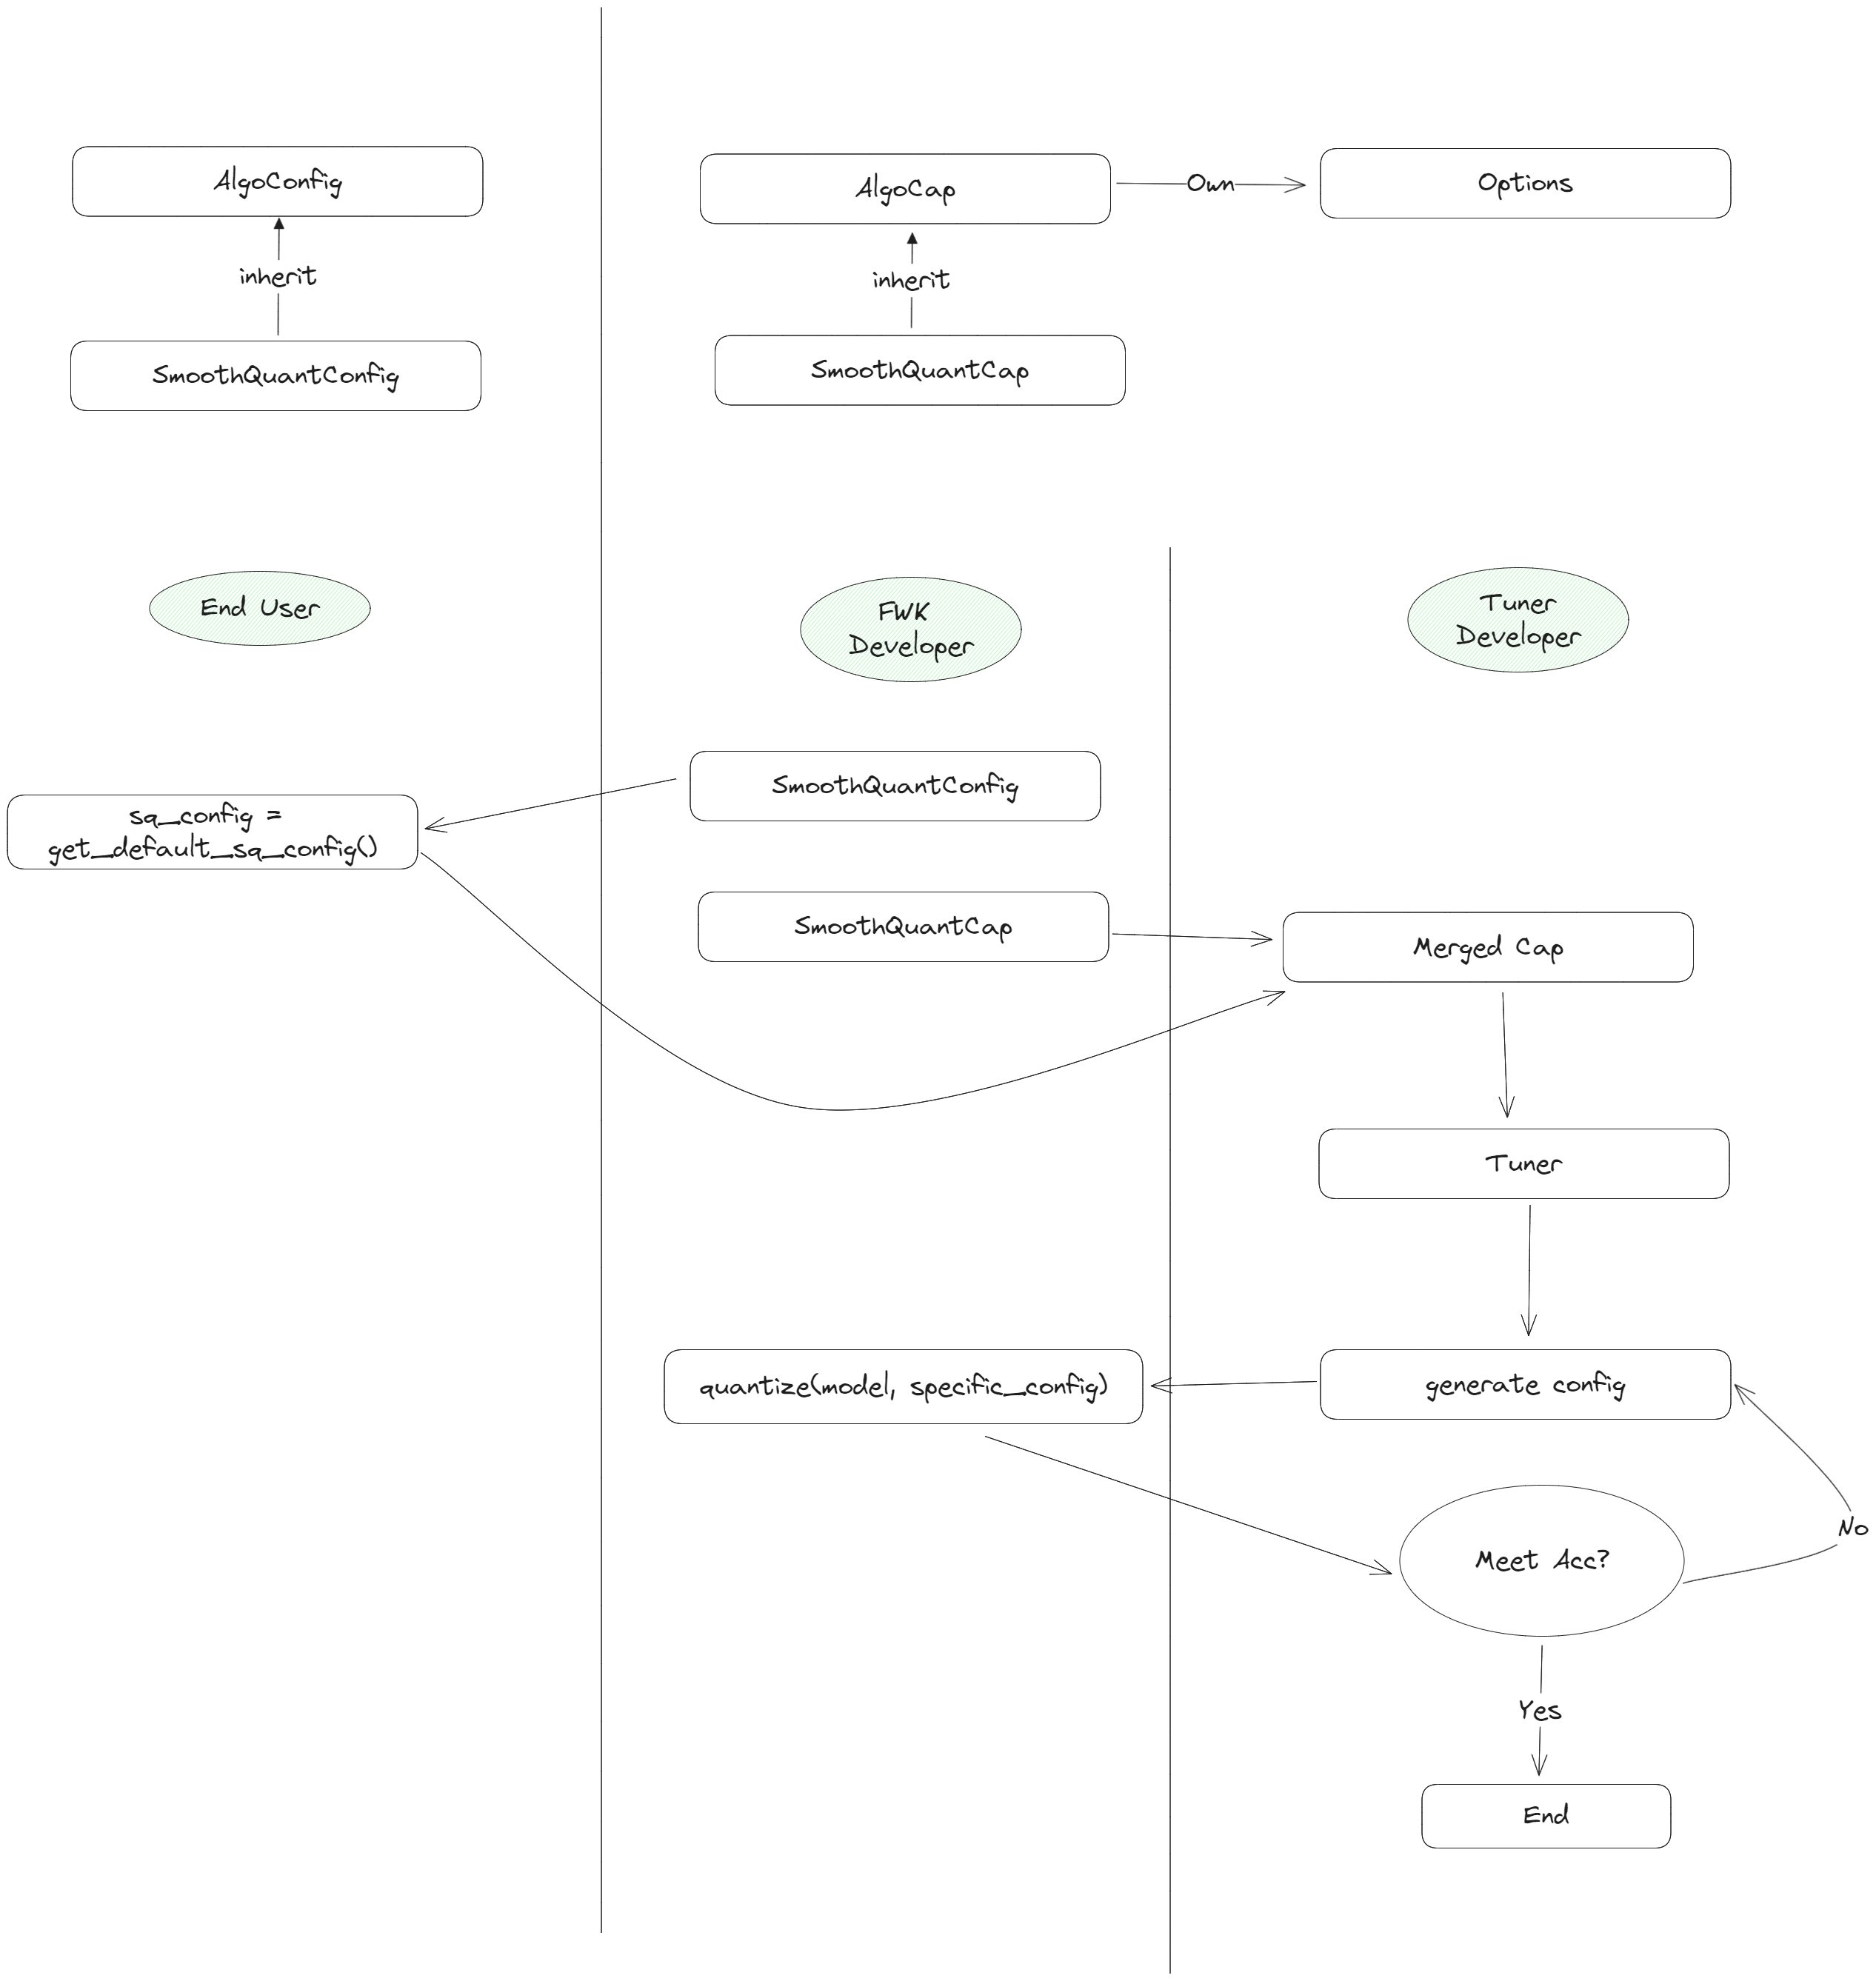 AlgoConfig
AlgoCap
Own
Options
inherit
inherit
SmoothQuantConfig
SmoothQuantCap
End User
FWK
Developer
Tuner
Developer
SmoothQuantConfig
sq_config =
get_default_sq_config()
SmoothQuantCap
Merged Cap
Tuner
quantize(model, specific_config)
generate config
No
Meet Acc?
Yes
End